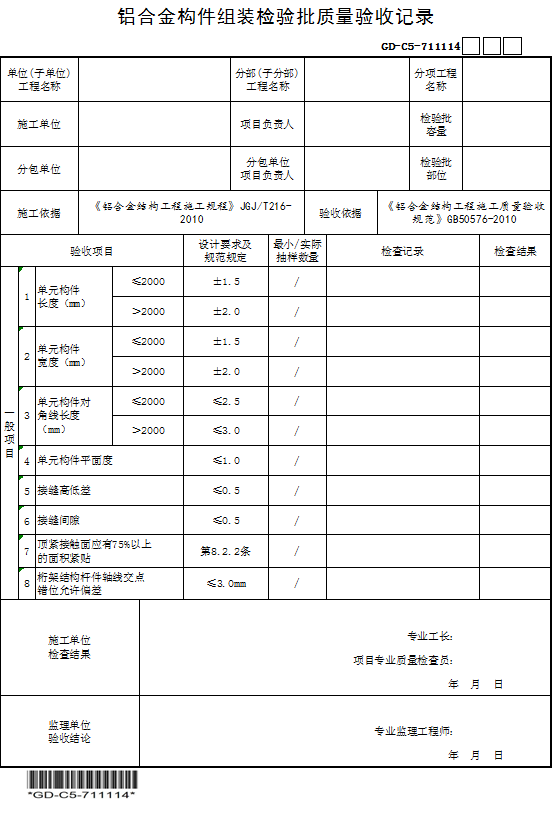 铝合金构件组装检验批质量验收记录
GD-C5-711114
单位(子单位)
工程名称
分部(子分部)
工程名称
分项工程
名称
施工单位
项目负责人
检验批
容量
分包单位
分包单位
项目负责人
检验批
部位
施工依据
《铝合金结构工程施工规程》JGJ/T216-
2010
验收依据
《铝合金结构工程施工质量验收
规范》GB50576-2010
验收项目
设计要求及
规范规定
最小/实际
抽样数量
检查记录
检查结果
一般项目
1
单元构件
长度（mm）
≤2000
±1.5
/
>2000
±2.0
/
2
单元构件
宽度（mm）
≤2000
±1.5
/
>2000
±2.0
/
3
单元构件对
角线长度
（mm）
≤2000
≤2.5
/
>2000
≤3.0
/
4
单元构件平面度
≤1.0
/
5
接缝高低差
≤0.5
/
6
接缝间隙
≤0.5
/
7
顶紧接触面应有75%以上
的面积紧贴
第8.2.2条
/
8
桁架结构杆件轴线交点
错位允许偏差
≤3.0mm
/
施工单位
检查结果
专业工长:
项目专业质量检查员:
年 月 日
监理单位
验收结论
专业监理工程师:
年 月 日
*GD-C5-711114*